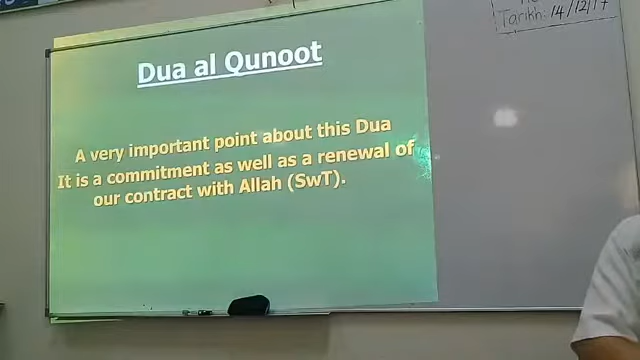 Dua al Qunoot
Tarikh: 14/12/17
A very important point about this Dua
It is a commitment as well as a renewal of
our contract with Allah (SwT).